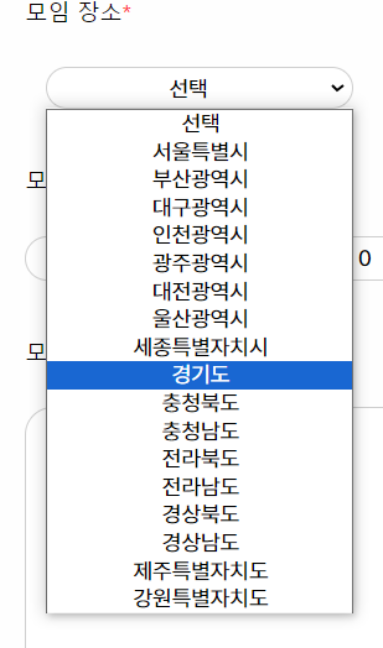 모임 장소*
선택
선택
서울특별시
모
부산광역시
대구광역시
인천광역시
광주광역시
0
대전광역시
울산광역시
모
세종특별자치시
경기도
충청북도
충청남도
전라북도
전라남도
경상북도
경상남도
제주특별자치도
강원특별자치도